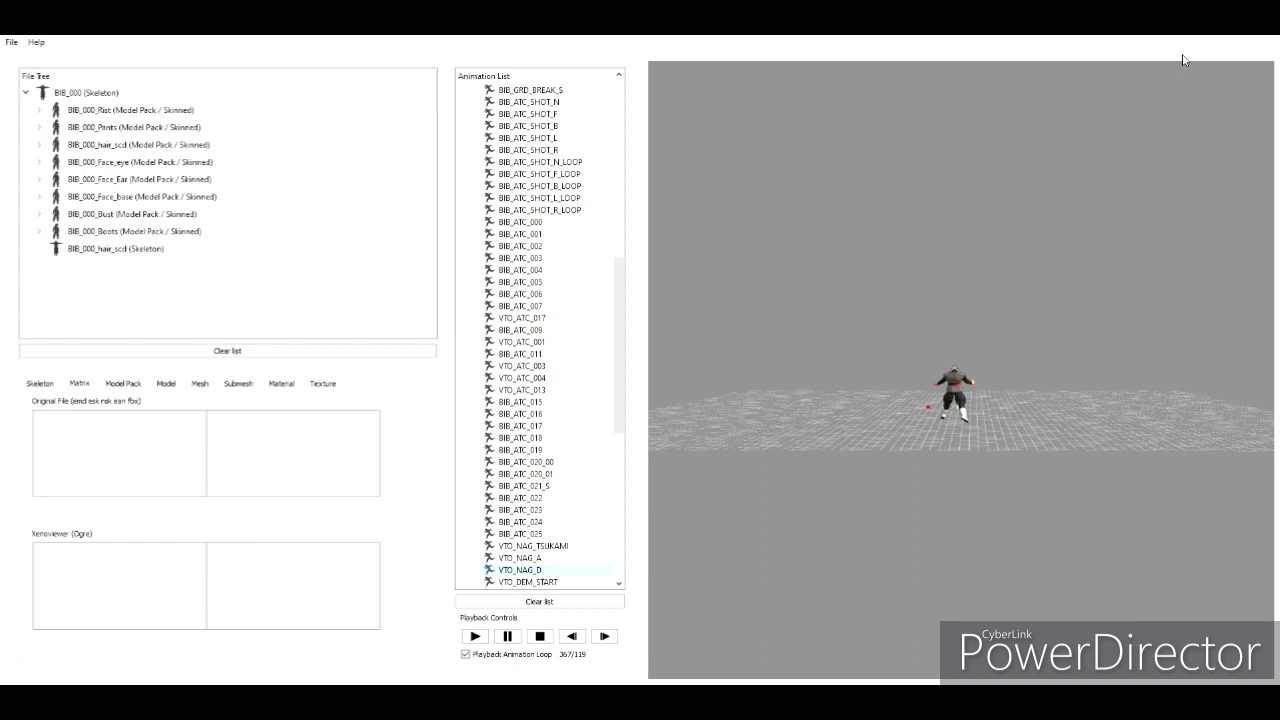 File Help
File Tree
BIB_000 (Skeleton)
BIB_000_Rist (Model Pack / Skinned)
BIB_000_Pants (Model Pack / Skinned)
BIB_000_hair_scd (Model Pack / Skinned)
BIB_000_Face_eye (Model Pack / Skinned)
BIB_000_Face_Ear (Model Pack / Skinned)
BIB_000_Face_base (Model Pack / Skinned)
BIB_000_Bust (Model Pack / Skinned)
BIB_000_Boots (Model Pack / Skinned)
BIB_000_hair_scd (Skeleton)
Clear list
Skeleton Matrix Model Pack Model Mesh Submesh Material Texture
Original File (emd esk nsk ean fbx)
Xenoviewer (Ogre)
Animation List
BIB_GRD_BREAK_S
BIB_ATC_SHOT_N
BIB_ATC_SHOT_F
BIB_ATC_SHOT_B
BIB_ATC_SHOT_L
BIB_ATC_SHOT_R
BIB_ATC_SHOT_N_LOOP
BIB_ATC_SHOT_F_LOOP
BIB_ATC_SHOT_B_LOOP
BIB_ATC_SHOT_L_LOOP
BIB_ATC_SHOT_R_LOOP
BIB_ATC_000
BIB_ATC_001
BIB_ATC_002
BIB_ATC_003
BIB_ATC_004
BIB_ATC_005
BIB_ATC_006
BIB_ATC_007
VTO_ATC_017
BIB_ATC_009
VTO_ATC_001
BIB_ATC_011
VTO_ATC_003
VTO_ATC_004
VTO_ATC_013
BIB_ATC_015
BIB_ATC_016
BIB_ATC_017
BIB_ATC_018
BIB_ATC_019
BIB_ATC_020_00
BIB_ATC_020_01
BIB_ATC_021_S
BIB_ATC_022
BIB_ATC_023
BIB_ATC_024
BIB_ATC_025
VTO_NAG_TSUKAMI
VTO_NAG_A
VTO_NAG_D
VTO_DEM_START
Clear list
Playback Controls
Playback Animation Loop 367/119
CyberLink
PowerDirector